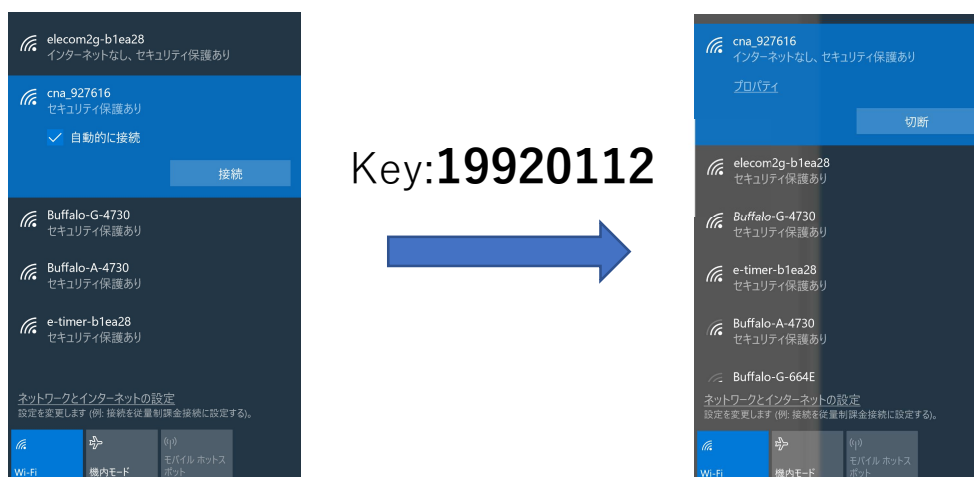 elecom2g-b1ea28
インターネットなし、セキュリティ保護あり
cna_927616
セキュリティ保護あり
自動的に接続
接続
Buffalo-G-4730
セキュリティ保護あり
Buffalo-A-4730
セキュリティ保護あり
e-timer-b1ea28
セキュリティ保護あり
ネットワークとインターネットの設定
設定を変更します (例: 接続を従量制課金接続に設定する)。
Wi-Fi
機内モード
モバイル ホットス
ポット
Key:19920112
cna_927616
インターネットなし、セキュリティ保護あり
プロパティ
切断
elecom2g-b1ea28
セキュリティ保護あり
Buffalo-G-4730
セキュリティ保護あり
e-timer-b1ea28
セキュリティ保護あり
Buffalo-A-4730
セキュリティ保護あり
Buffalo-G-664E
ネットワークとインターネットの設定
設定を変更します (例: 接続を従量制課金接続に設定する)。
Wi-Fi
機内モード
モバイル ホットス
ポット